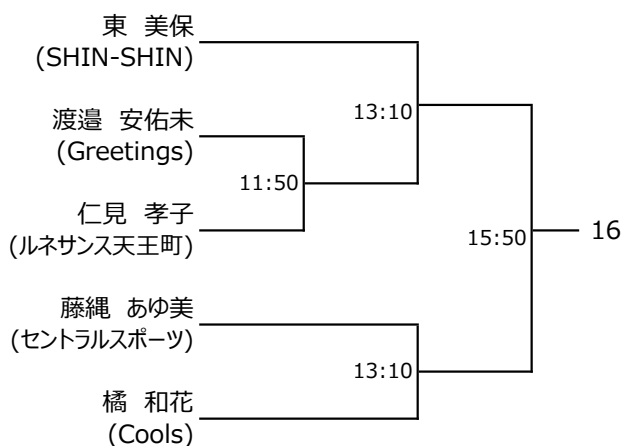 東 美保
(SHIN-SHIN)
渡邉 安佑未
(Greetings)
仁見 孝子
(ルネサンス天王町)
藤縄 あゆ美
(セントラルスポーツ)
橘 和花
(Cools)
11:50
13:10
13:10
15:50
16